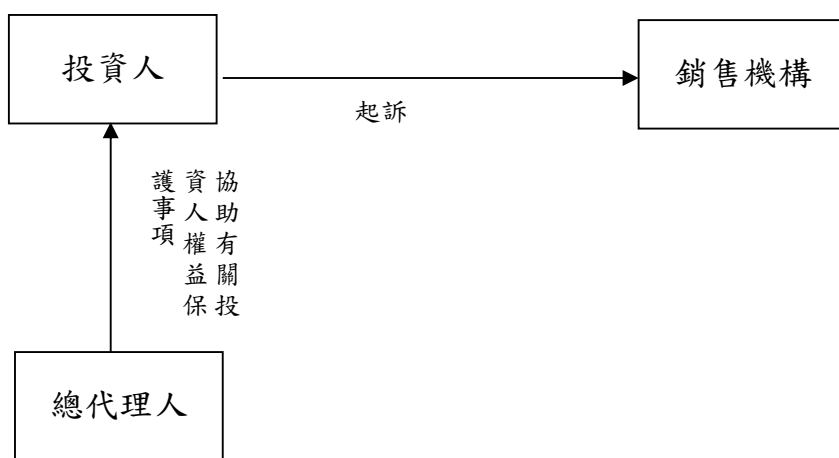 投資人
銷售機構
起訴
協助有關投
資人權益保
護事項
總代理人